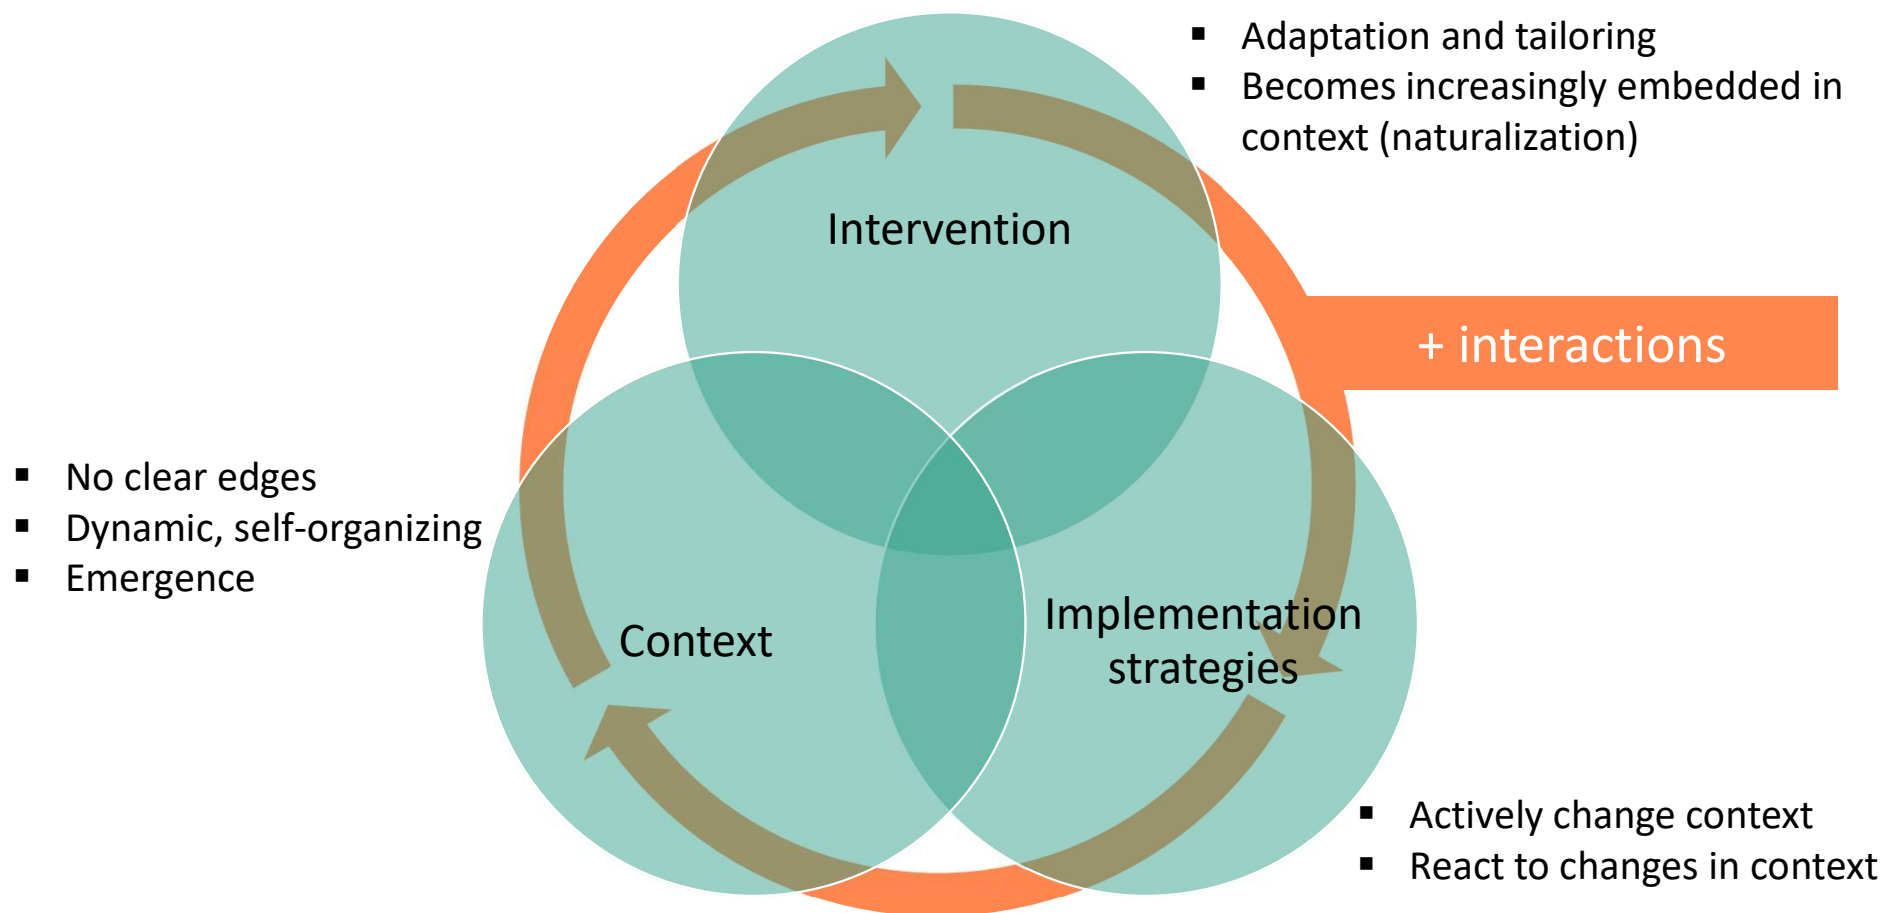 ▪ Adaptation and tailoring
▪ Becomes increasingly embedded in
context (naturalization)
Intervention
+ interactions
▪ No clear edges
▪ Dynamic, self-organizing
▪ Emergence
Context
Implementation
strategies
▪ Actively change context
▪ React to changes in context